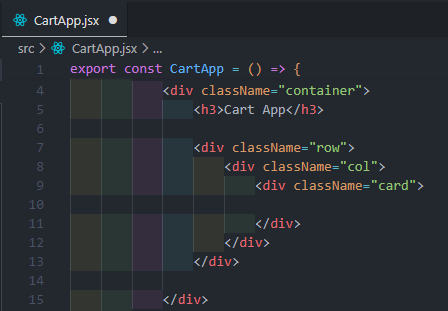 CartApp.jsx
src > CartApp.jsx > ...
1 export const CartApp = () => {
4 <div className="container">
5 <h3>Cart App</h3>
6
7 <div className="row">
8 <div className="col">
9 <div className="card">
10
11 </div>
12 </div>
13 </div>
14
15 </div>